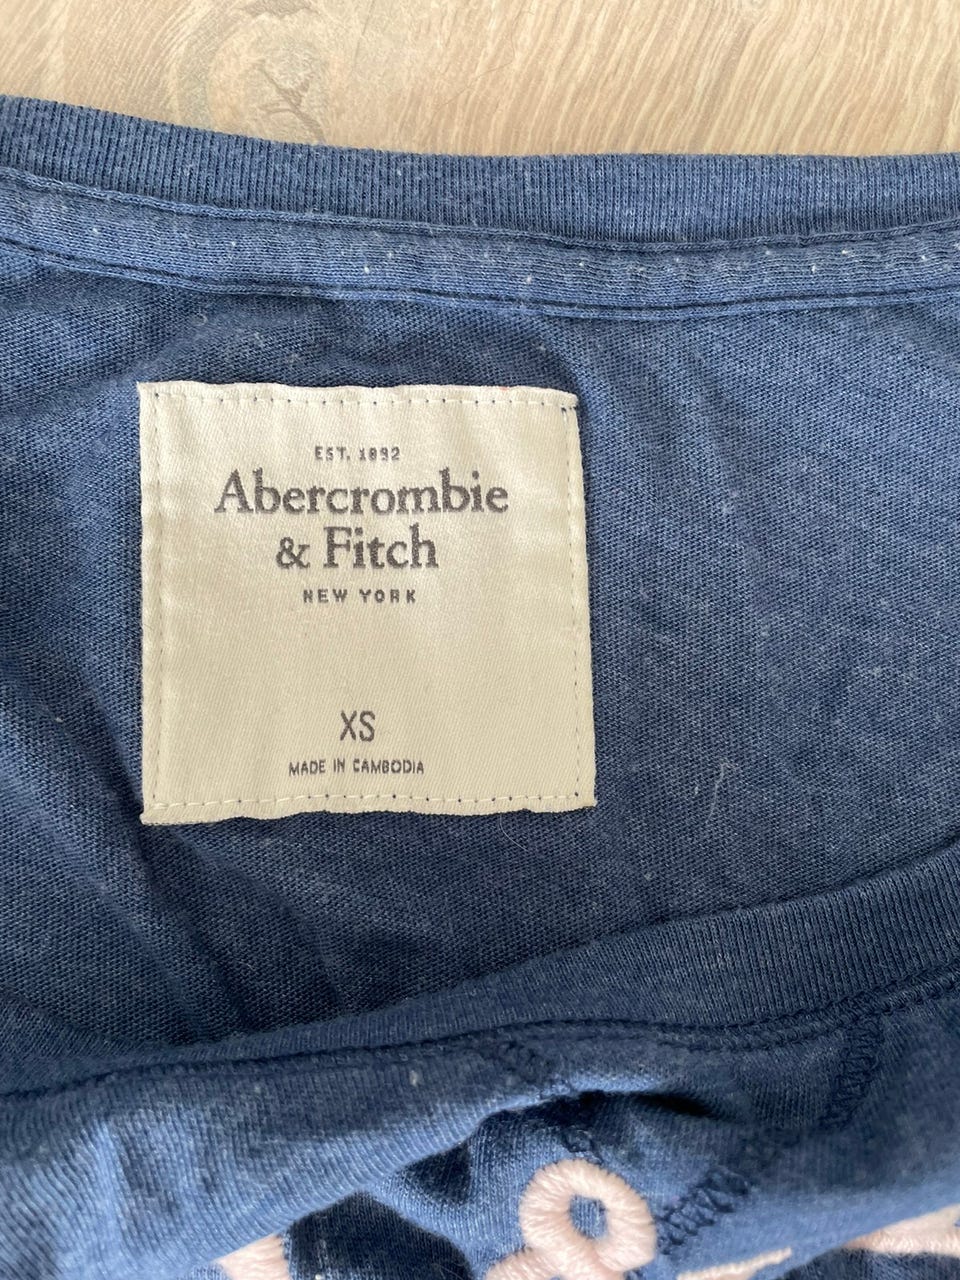 EST. 1892
Abercrombie
& Fitch
NEW YORK
XS
MADE IN CAMBODIA
&